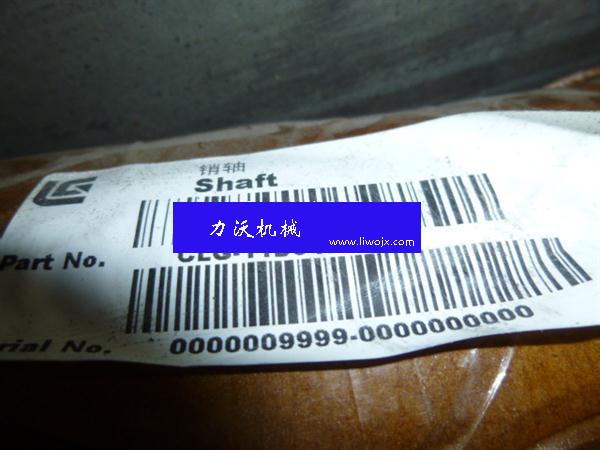 销轴
Shaft
力沃机械
www.liwojx.com
Part No.
rial No. 0000009999-0000000000